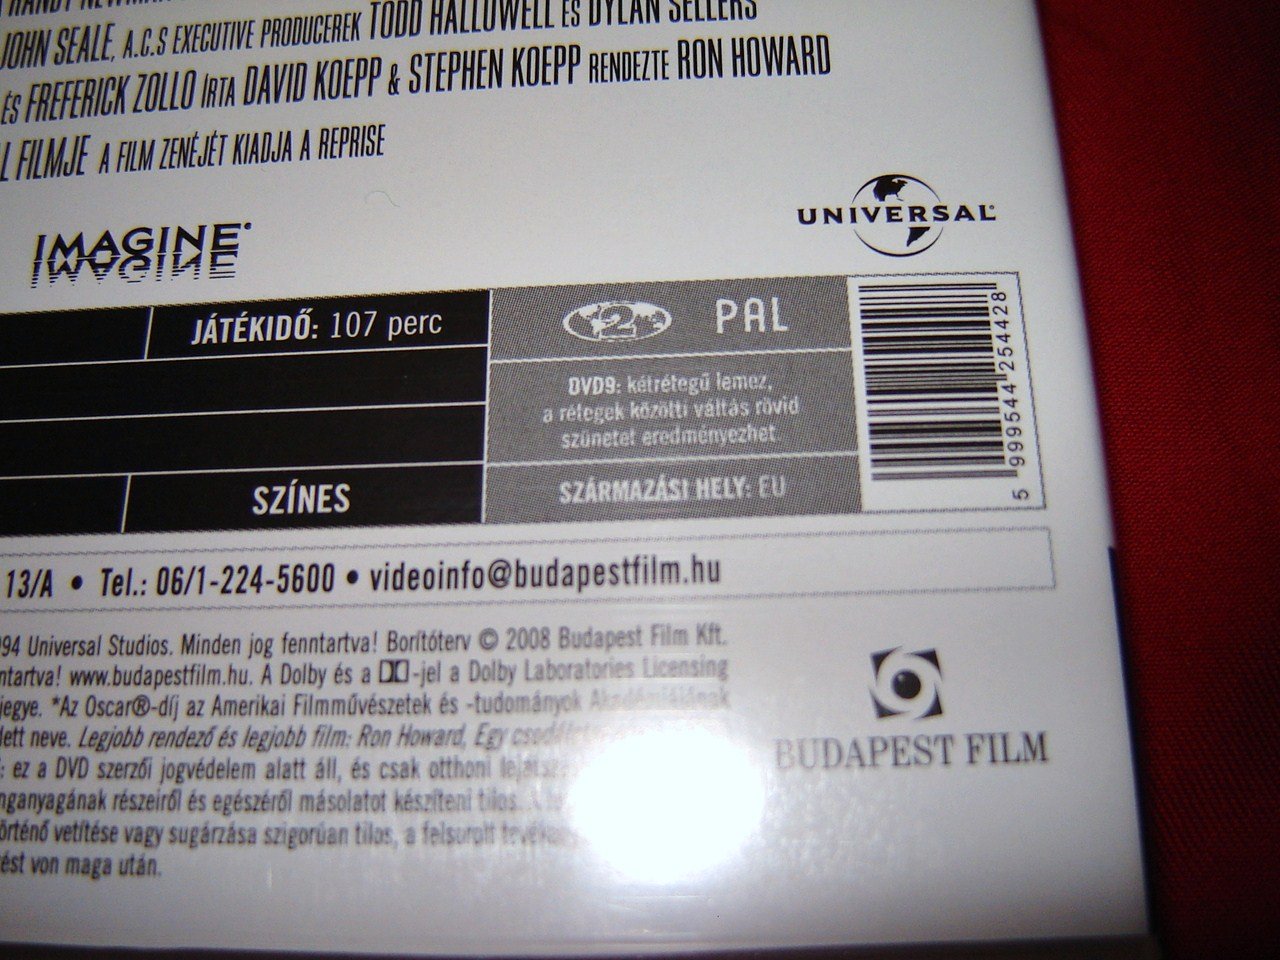 RANDY NEWMAN
JOHN SEALE, A.C.S EXECUTIVE PRODUCEREK TODD HALLOWELL ÉS DYLAN SELLERS
ÉS FREFERICK ZOLLO ÍRTA DAVID KOEPP & STEPHEN KOEPP RENDEZTE RON HOWARD
L FILMJE A FILM ZENÉJÉT KIADJA A REPRISE
IMAGINE
UNIVERSAL
JÁTÉKIDŐ: 107 perc
2 PAL
DVD9: kétrétegű lemez,
a rétegek közötti váltás rövid
szünetet eredményezhet.
SZÍNES
SZÁRMAZÁSI HELY: EU
5 999544 254428
13/A • Tel.: 06/1-224-5600 • videoinfo@budapestfilm.hu
94 Universal Studios. Minden jog fenntartva! Borítóterv © 2008 Budapest Film Kft.
ntartva! www.budapestfilm.hu. A Dolby és a -jel a Dolby Laboratories Licensing
jegye. *Az Oscar®-díj az Amerikai Filmművészetek és -tudományok Akadémiájának
lett neve. Legjobb rendező és legjobb film: Ron Howard, Egy
: ez a DVD szerzői jogvédelem alatt áll, és csak otthoni
nganyagának részeiről és egészéről másolatot készíteni tilos.
örténő vetítése vagy sugárzása szigorúan tilos, a felsorolt
ést von maga után.
BUDAPEST FILM